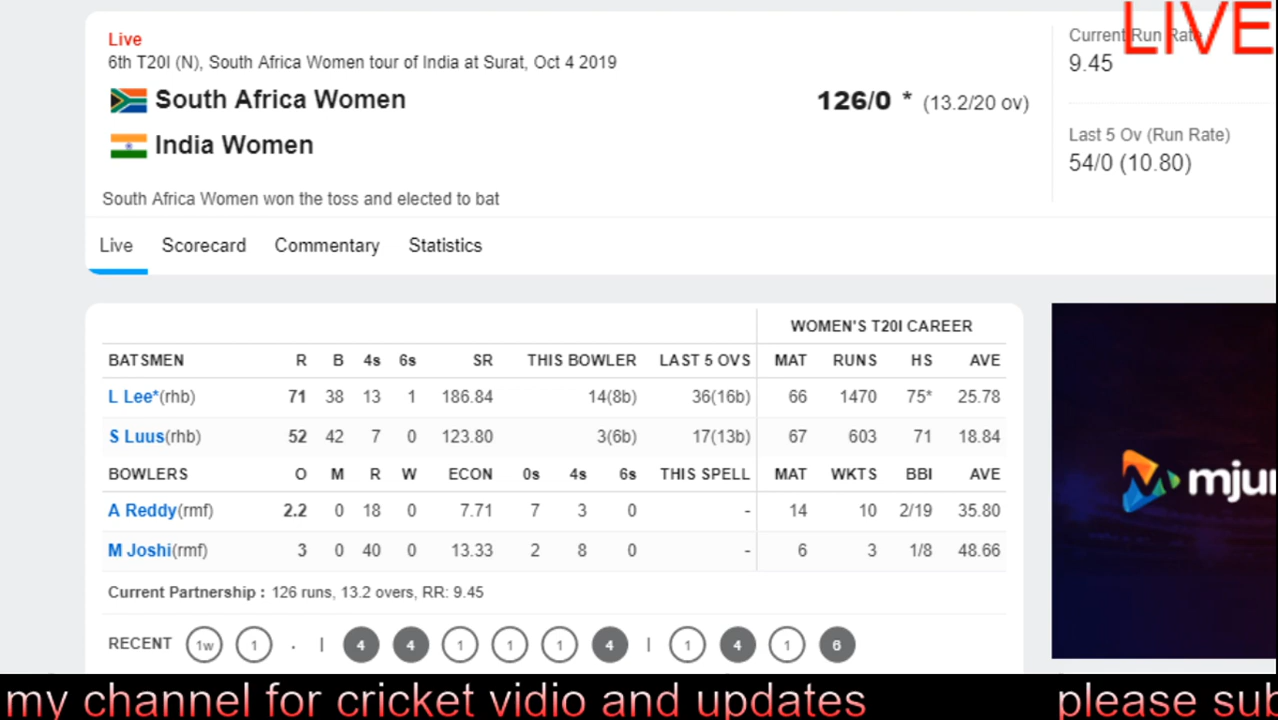 LIVE
Live
Current Run Rate
6th T20I (N), South Africa Women tour of India at Surat, Oct 4 2019
9.45
South Africa Women 126/0 * (13.2/20 ov)
India Women
Last 5 Ov (Run Rate)
54/0 (10.80)
South Africa Women won the toss and elected to bat
Live Scorecard Commentary Statistics
WOMEN'S T20I CAREER
BATSMEN R B 4s 6s SR THIS BOWLER LAST 5 OVS MAT RUNS HS AVE
L Lee*(rhb) 71 38 13 1 186.84 14(8b) 36(16b) 66 1470 75* 25.78
S Luus(rhb) 52 42 7 0 123.80 3(6b) 17(13b) 67 603 71 18.84
BOWLERS O M R W ECON 0s 4s 6s THIS SPELL MAT WKTS BBI AVE
A Reddy(rmf) 2.2 0 18 0 7.71 7 3 0 - 14 10 2/19 35.80
M Joshi(rmf) 3 0 40 0 13.33 2 8 0 - 6 3 1/8 48.66
mjun
Current Partnership : 126 runs, 13.2 overs, RR: 9.45
RECENT 1w 1 . | 4 4 1 1 1 4 | 1 4 1 6
my channel for cricket vidio and updates please sub